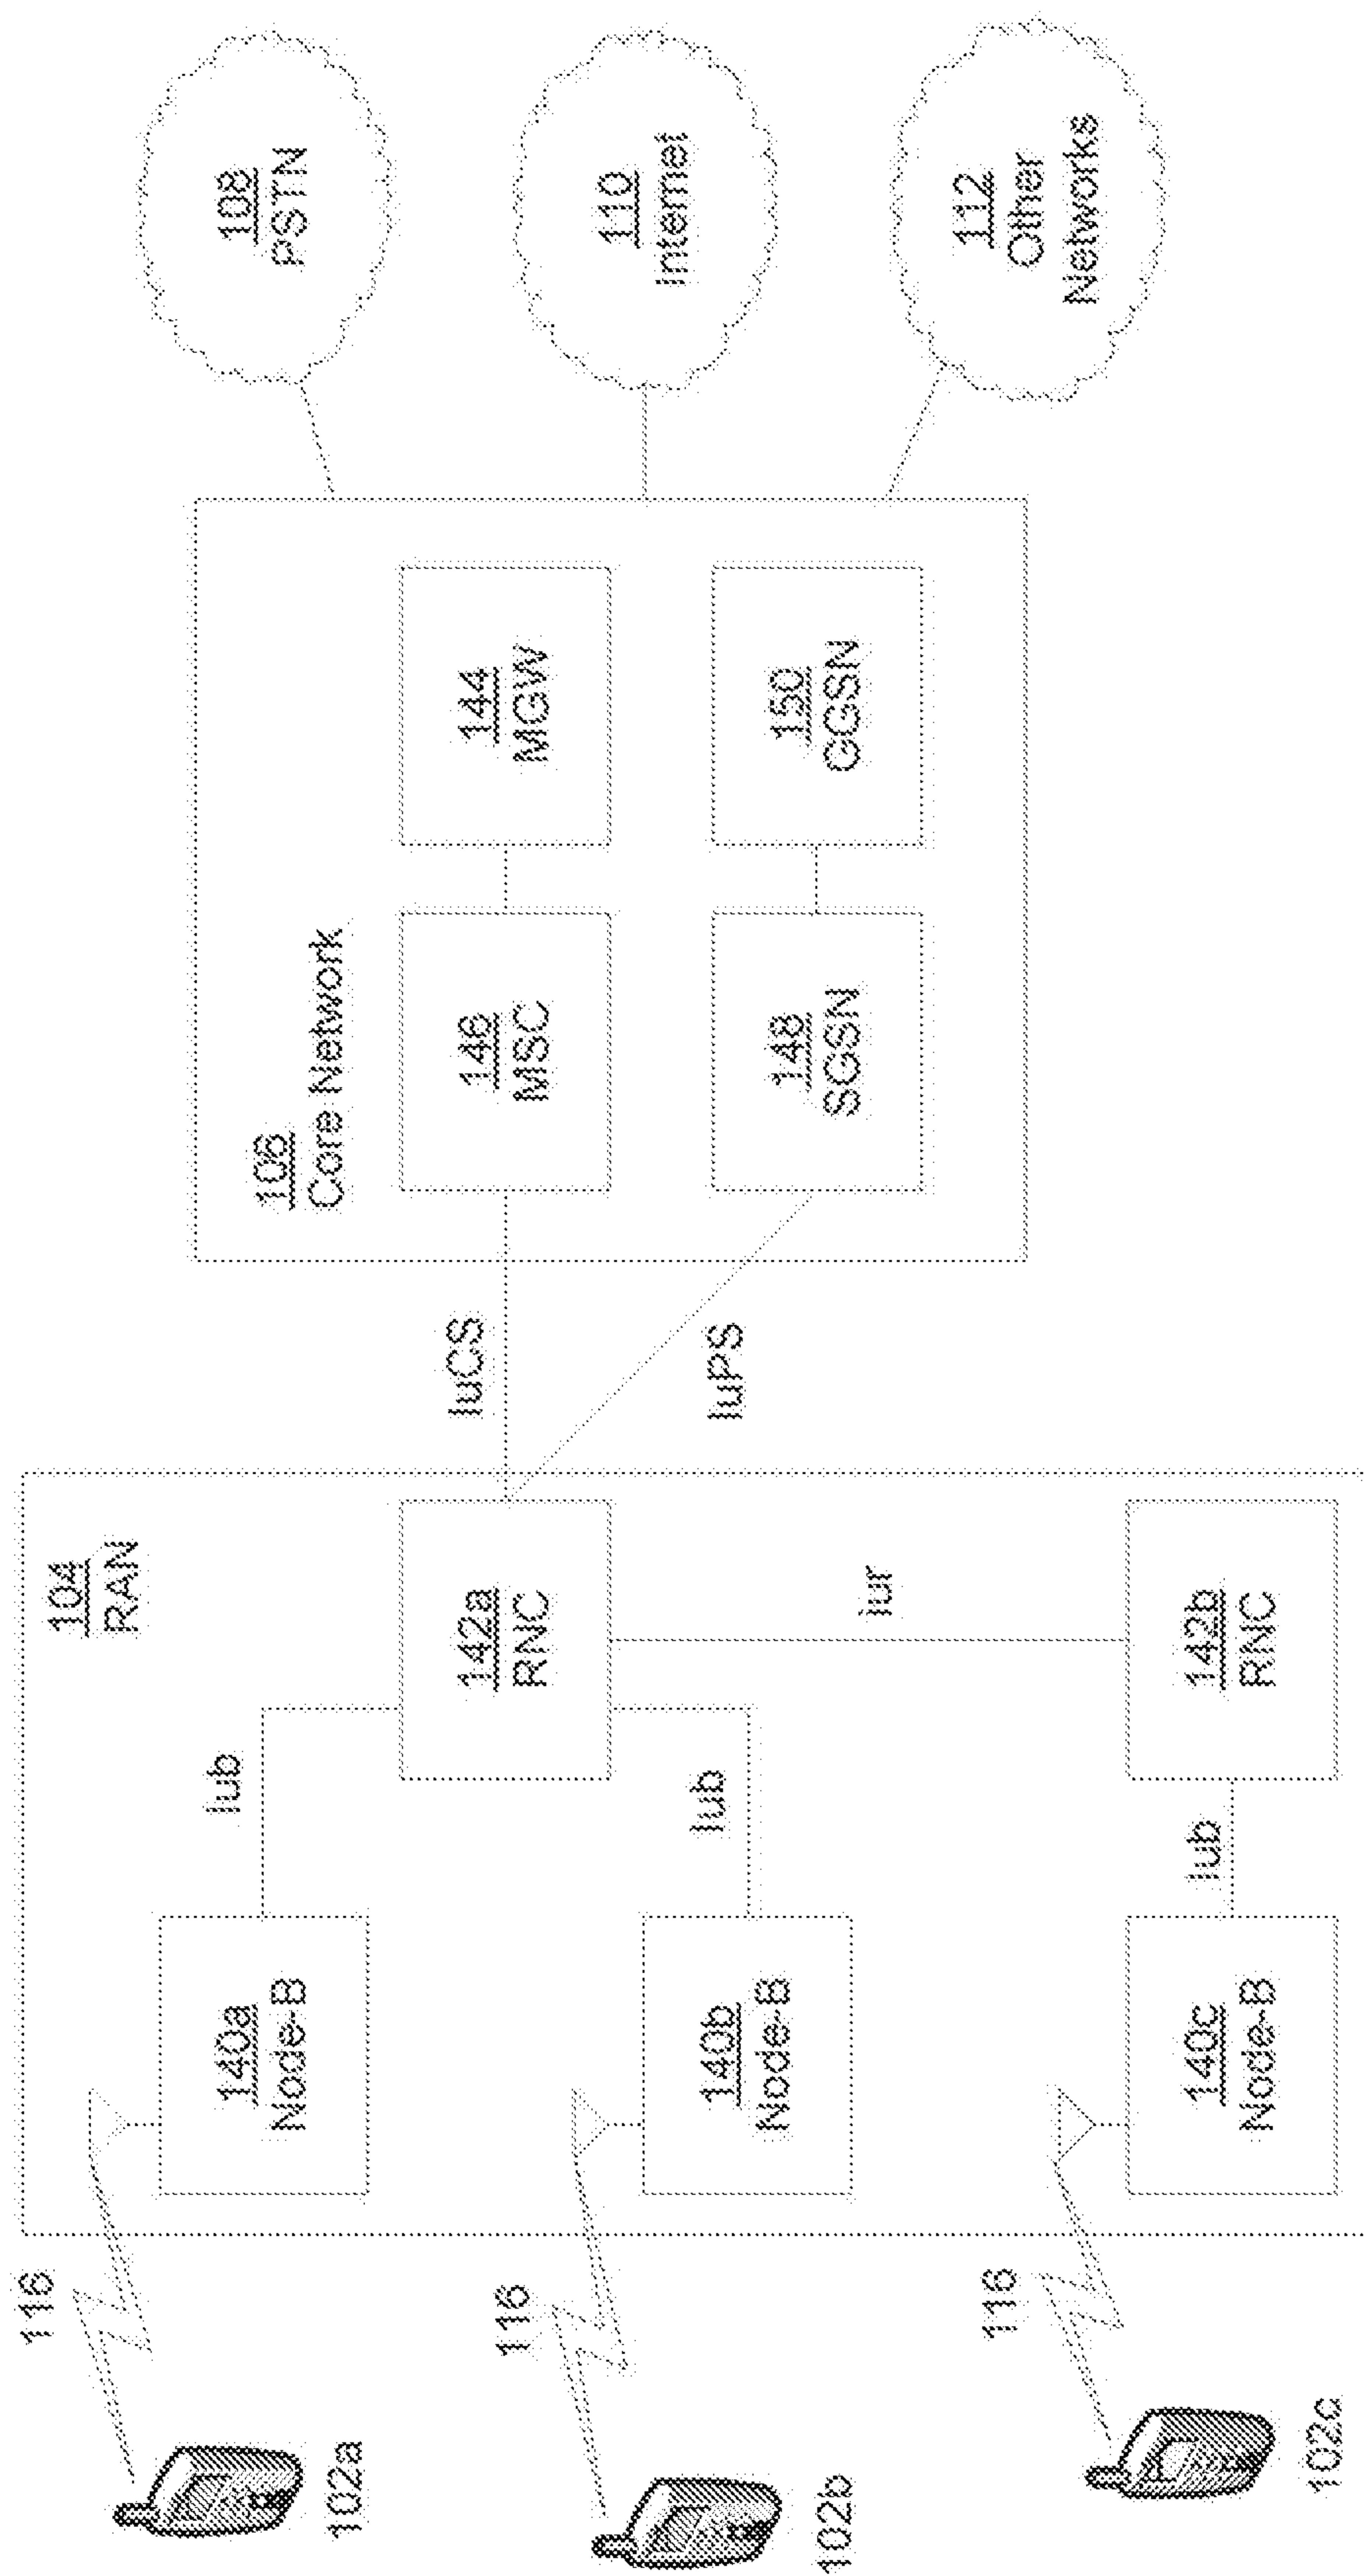 116
102a
116
102b
116
102c
104
RAN
140a
Node-B
Iub
140b
Node-B
Iub
140c
Node-B
Iub
142a
RNC
iur
142b
RNC
IuCS
IuPS
106
Core Network
146
MSC
144
MGW
148
SGSN
150
GGSN
108
PSTN
110
Internet
112
Other
Networks